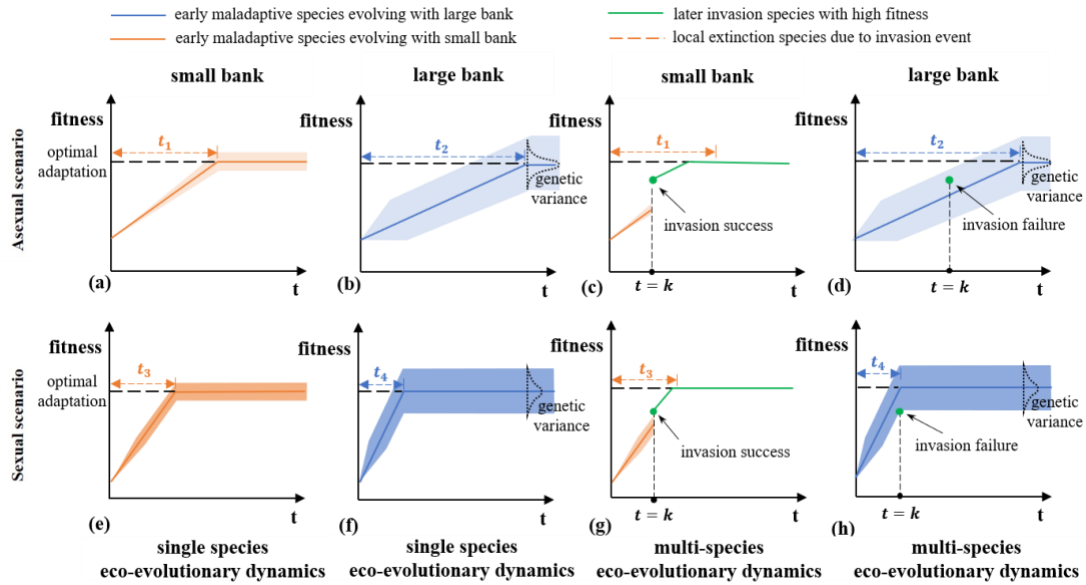 early maladaptive species evolving with large bank
early maladaptive species evolving with small bank
later invasion species with high fitness
local extinction species due to invasion event
small bank
large bank
small bank
large bank
Asexual scenario
fitness
optimal
adaptation
t₁
(a)
t
fitness
t₂
genetic
variance
(b)
t
fitness
t₁
invasion success
(c)
t = k
t
fitness
t₂
genetic
variance
invasion failure
(d)
t = k
t
Sexual scenario
fitness
optimal
adaptation
t₃
(e)
t
fitness
t₄
genetic
variance
(f)
t
fitness
t₃
invasion success
(g)
t = k
t
fitness
t₄
genetic
variance
invasion failure
(h)
t = k
t
single species
eco-evolutionary dynamics
single species
eco-evolutionary dynamics
multi-species
eco-evolutionary dynamics
multi-species
eco-evolutionary dynamics